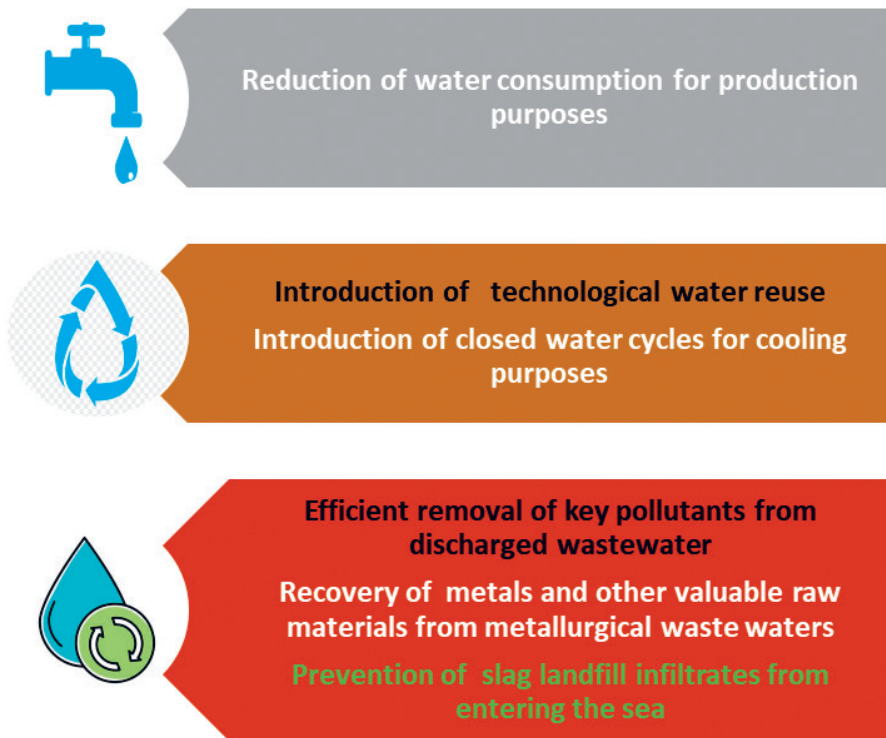 Reduction of water consumption for production
purposes
Introduction of technological water reuse
Introduction of closed water cycles for cooling
purposes
Efficient removal of key pollutants from
discharged wastewater
Recovery of metals and other valuable raw
materials from metallurgical waste waters
Prevention of slag landfill infiltrates from
entering the sea